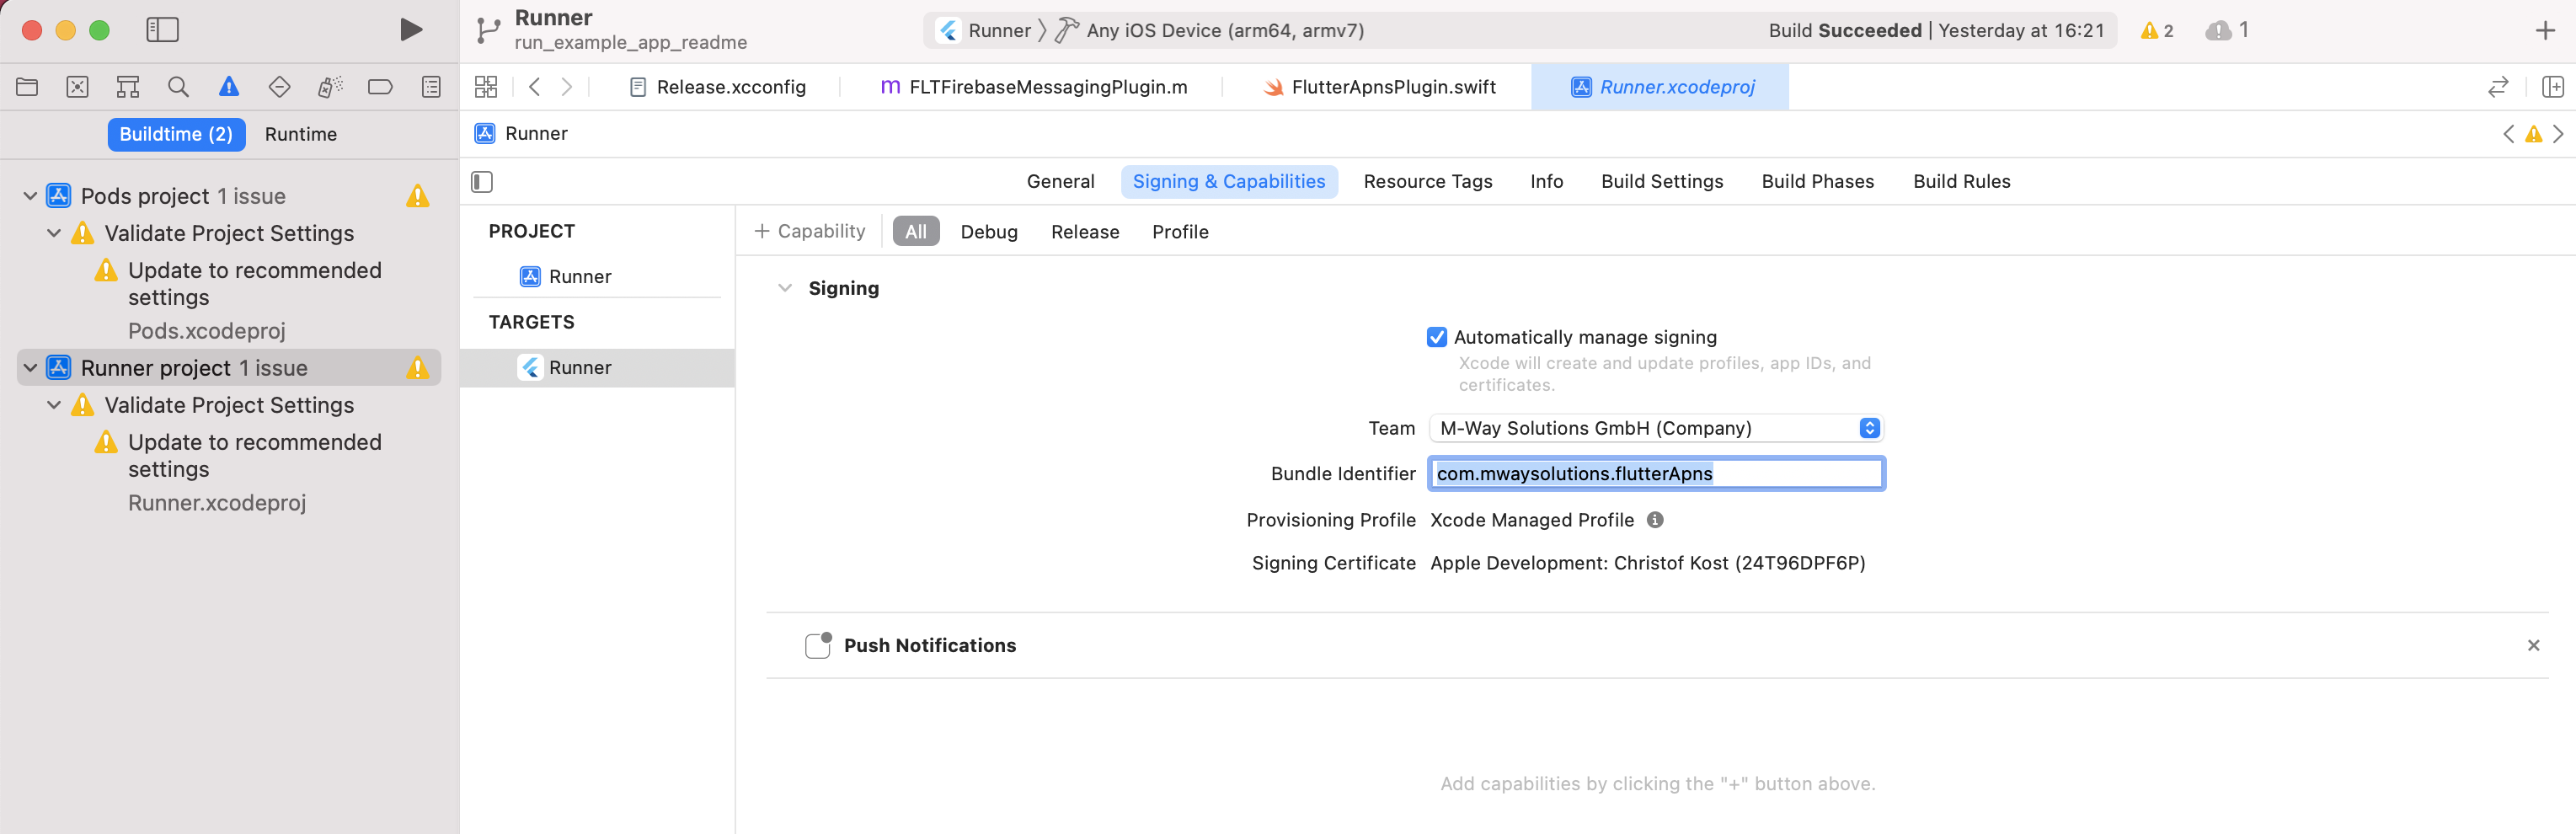 Runner
run_example_app_readme
Runner
Any iOS Device (arm64, armv7)
Build Succeeded | Yesterday at 16:21
2
1
Release.xcconfig
m FLTFirebaseMessagingPlugin.m
FlutterApnsPlugin.swift
Runner.xcodeproj
Buildtime (2)
Runtime
Runner
General
Signing & Capabilities
Resource Tags
Info
Build Settings
Build Phases
Build Rules
Pods project 1 issue
Validate Project Settings
Update to recommended
settings
Pods.xcodeproj
Runner project 1 issue
Validate Project Settings
Update to recommended
settings
Runner.xcodeproj
PROJECT
Runner
TARGETS
Runner
+ Capability
All
Debug
Release
Profile
Signing
Automatically manage signing
Xcode will create and update profiles, app IDs, and
certificates.
Team
M-Way Solutions GmbH (Company)
Bundle Identifier
com.mwaysolutions.flutterApns
Provisioning Profile
Xcode Managed Profile
Signing Certificate
Apple Development: Christof Kost (24T96DPF6P)
Push Notifications
Add capabilities by clicking the "+" button above.